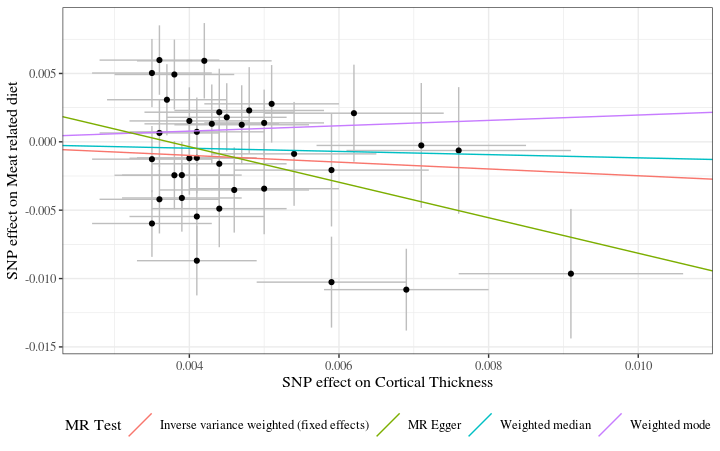 SNP effect on Meat related diet
0.005
0.000
-0.005
-0.010
-0.015
0.004 0.006 0.008 0.010
SNP effect on Cortical Thickness
MR Test Inverse variance weighted (fixed effects) MR Egger Weighted median Weighted mode